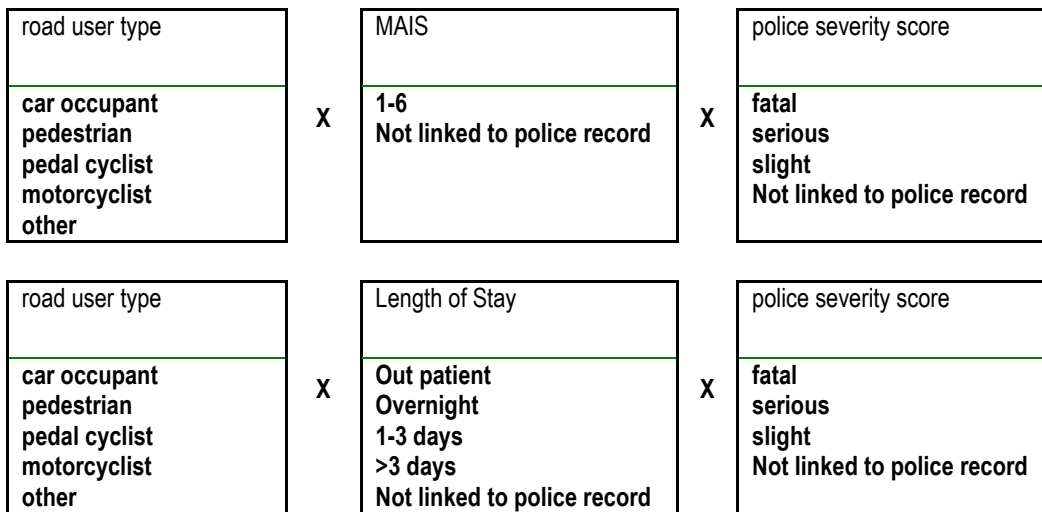 road user type
car occupant
pedestrian
pedal cyclist
motorcyclist
other
X
MAIS
1-6
Not linked to police record
X
police severity score
fatal
serious
slight
Not linked to police record
road user type
car occupant
pedestrian
pedal cyclist
motorcyclist
other
X
Length of Stay
Out patient
Overnight
1-3 days
>3 days
Not linked to police record
X
police severity score
fatal
serious
slight
Not linked to police record